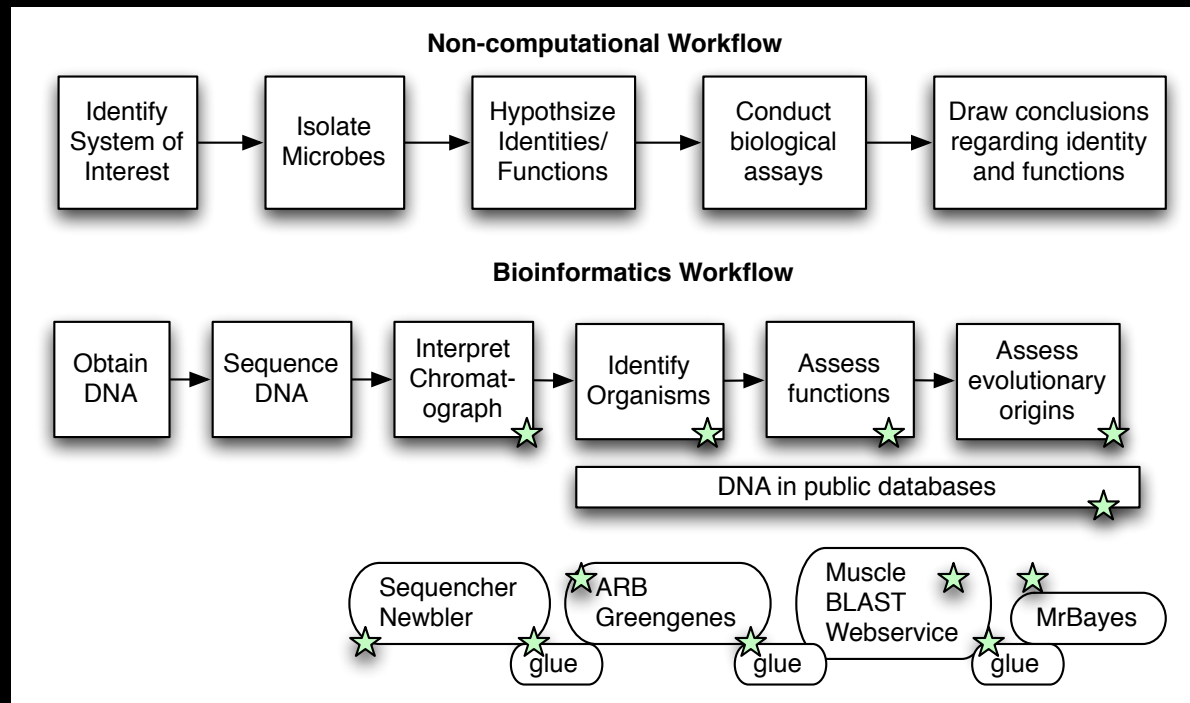 Non-computational Workflow
Identify
System of
Interest
Isolate
Microbes
Hypothsize
Identities/
Functions
Conduct
biological
assays
Draw conclusions
regarding identity
and functions
Bioinformatics Workflow
Obtain
DNA
Sequence
DNA
Interpret
Chromat-
ograph
Identify
Organisms
Assess
functions
Assess
evolutionary
origins
DNA in public databases
Sequencher
Newbler
glue
ARB
Greengenes
glue
Muscle
BLAST
Webservice
glue
MrBayes